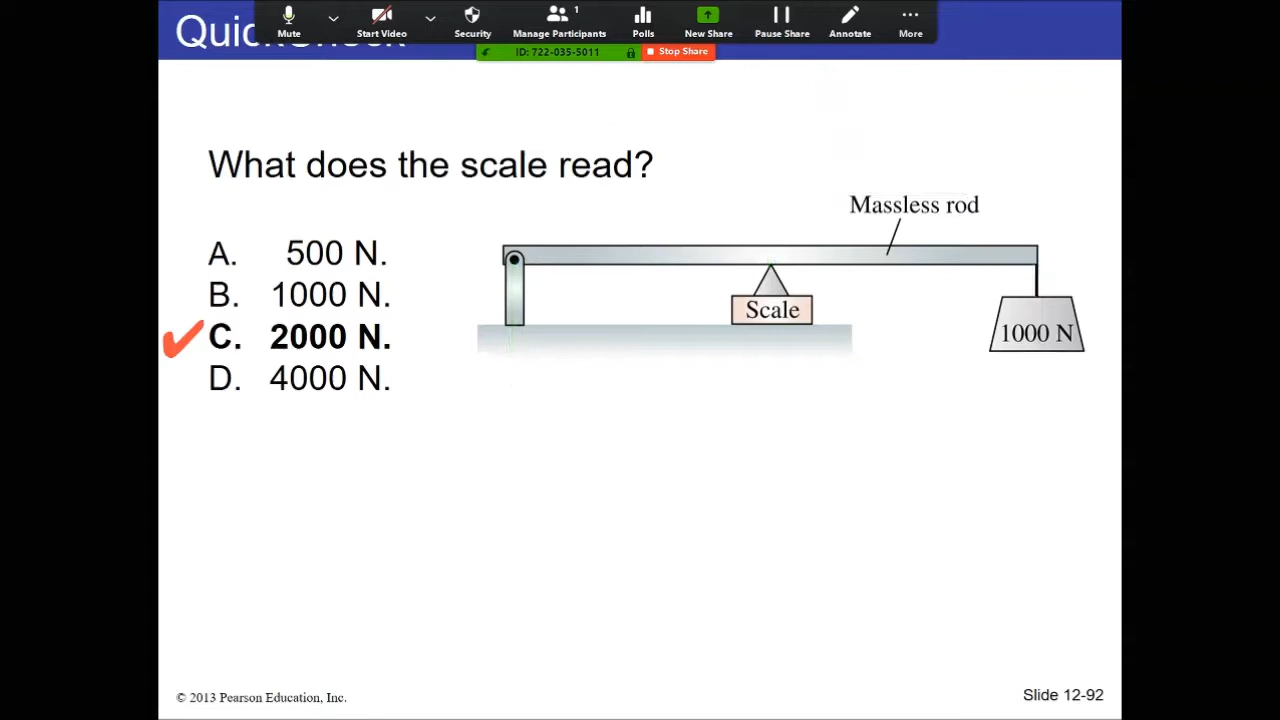 1
Mute
Start Video
Security
Manage Participants
Polls
New Share
Pause Share
Annotate
More
ID: 722-035-5011
Stop Share
What does the scale read?
A. 500 N.
B. 1000 N.
C. 2000 N.
D. 4000 N.
Massless rod
Scale
1000 N
© 2013 Pearson Education, Inc.
Slide 12-92